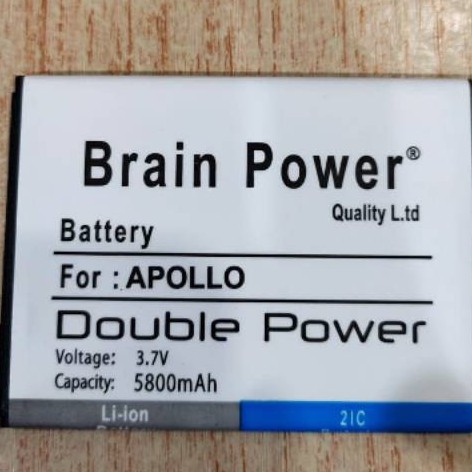 Brain Power®
Quality L.td
Battery
For : APOLLO
Double Power
Voltage: 3.7V
Capacity: 5800mAh
Li-ion 21C